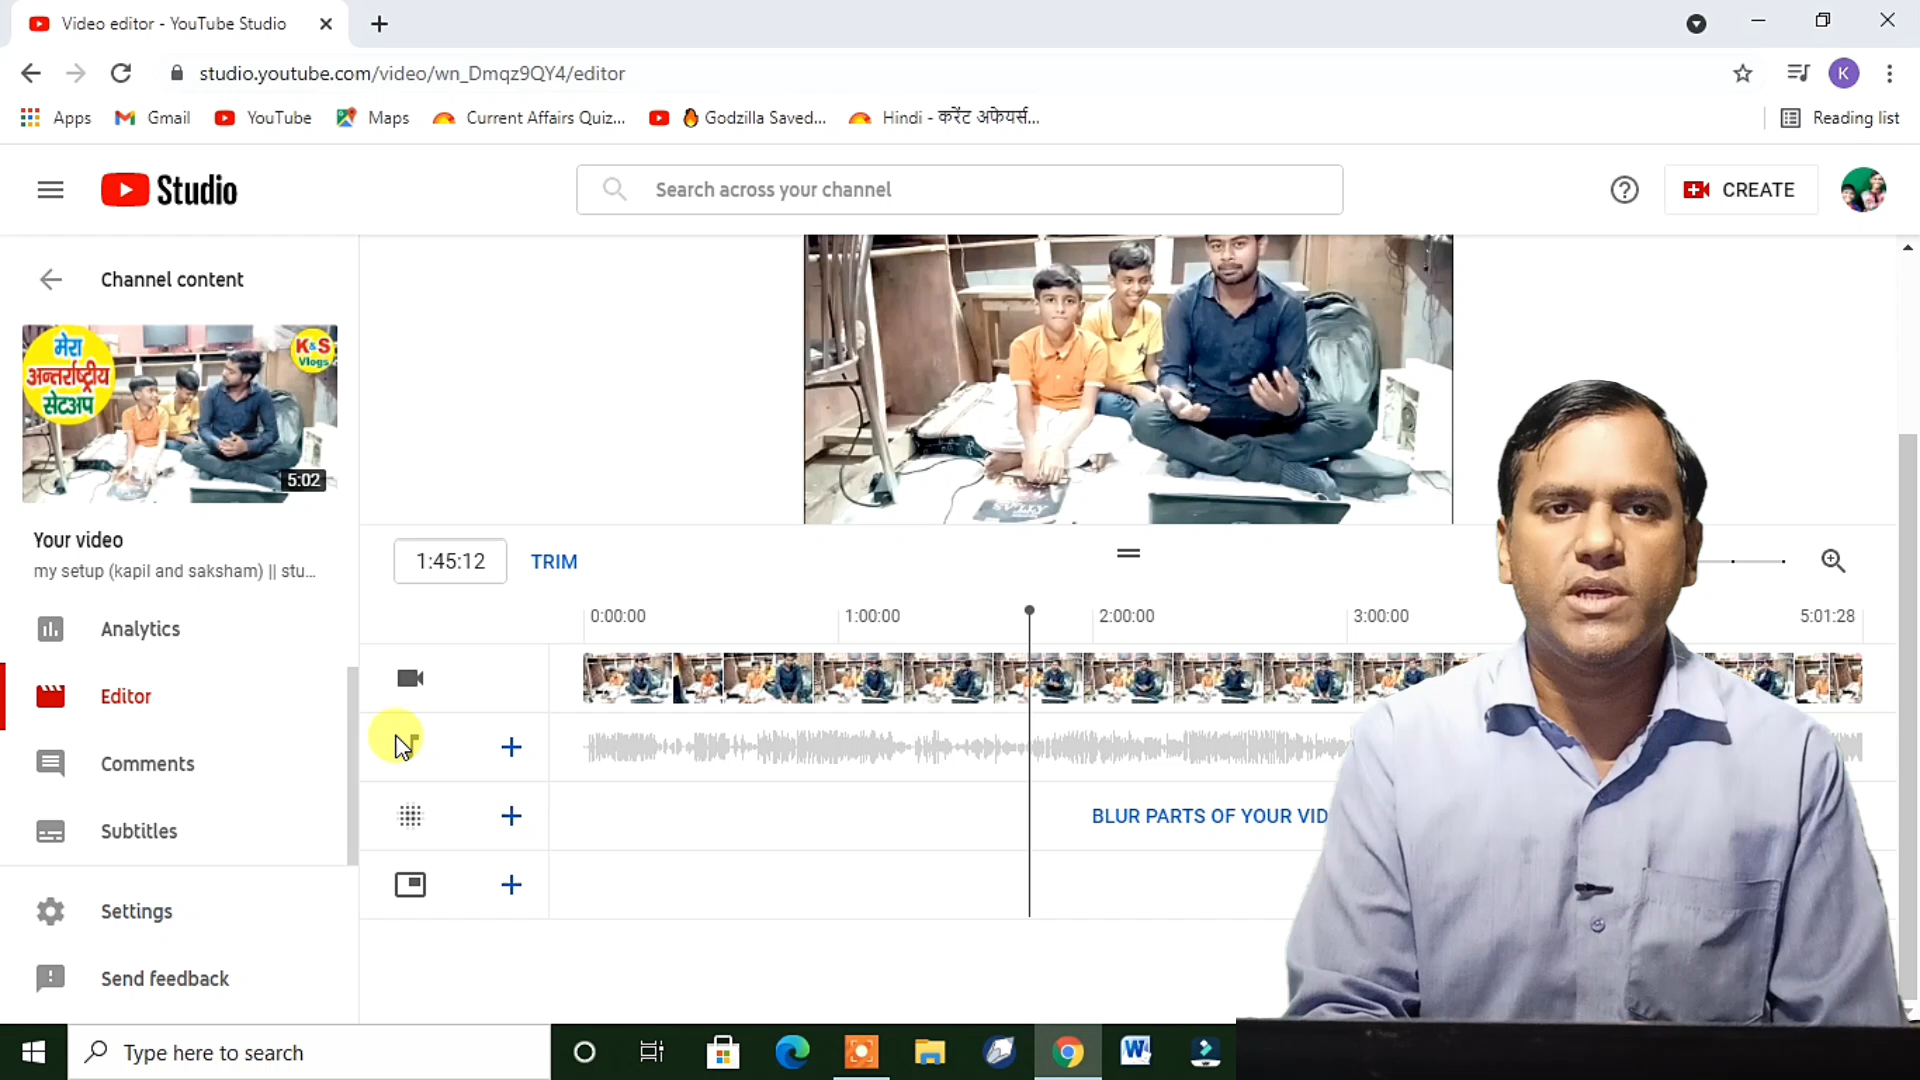 Video editor - YouTube Studio
studio.youtube.com/video/wn_Dmqz9QY4/editor
Apps Gmail YouTube Maps Current Affairs Quiz... Godzilla Saved... Hindi - करेंट अफेयर्स... Reading list
Studio Search across your channel CREATE
Channel content
मेरा
अन्तर्राष्ट्रीय
सेटअप
K&S
Vlogs
5:02
Your video
my setup (kapil and saksham) || stu...
Analytics
Editor
Comments
Subtitles
Settings
Send feedback
1:45:12 TRIM
0:00:00 1:00:00 2:00:00 3:00:00 5:01:28
BLUR PARTS OF YOUR VID
Type here to search
K